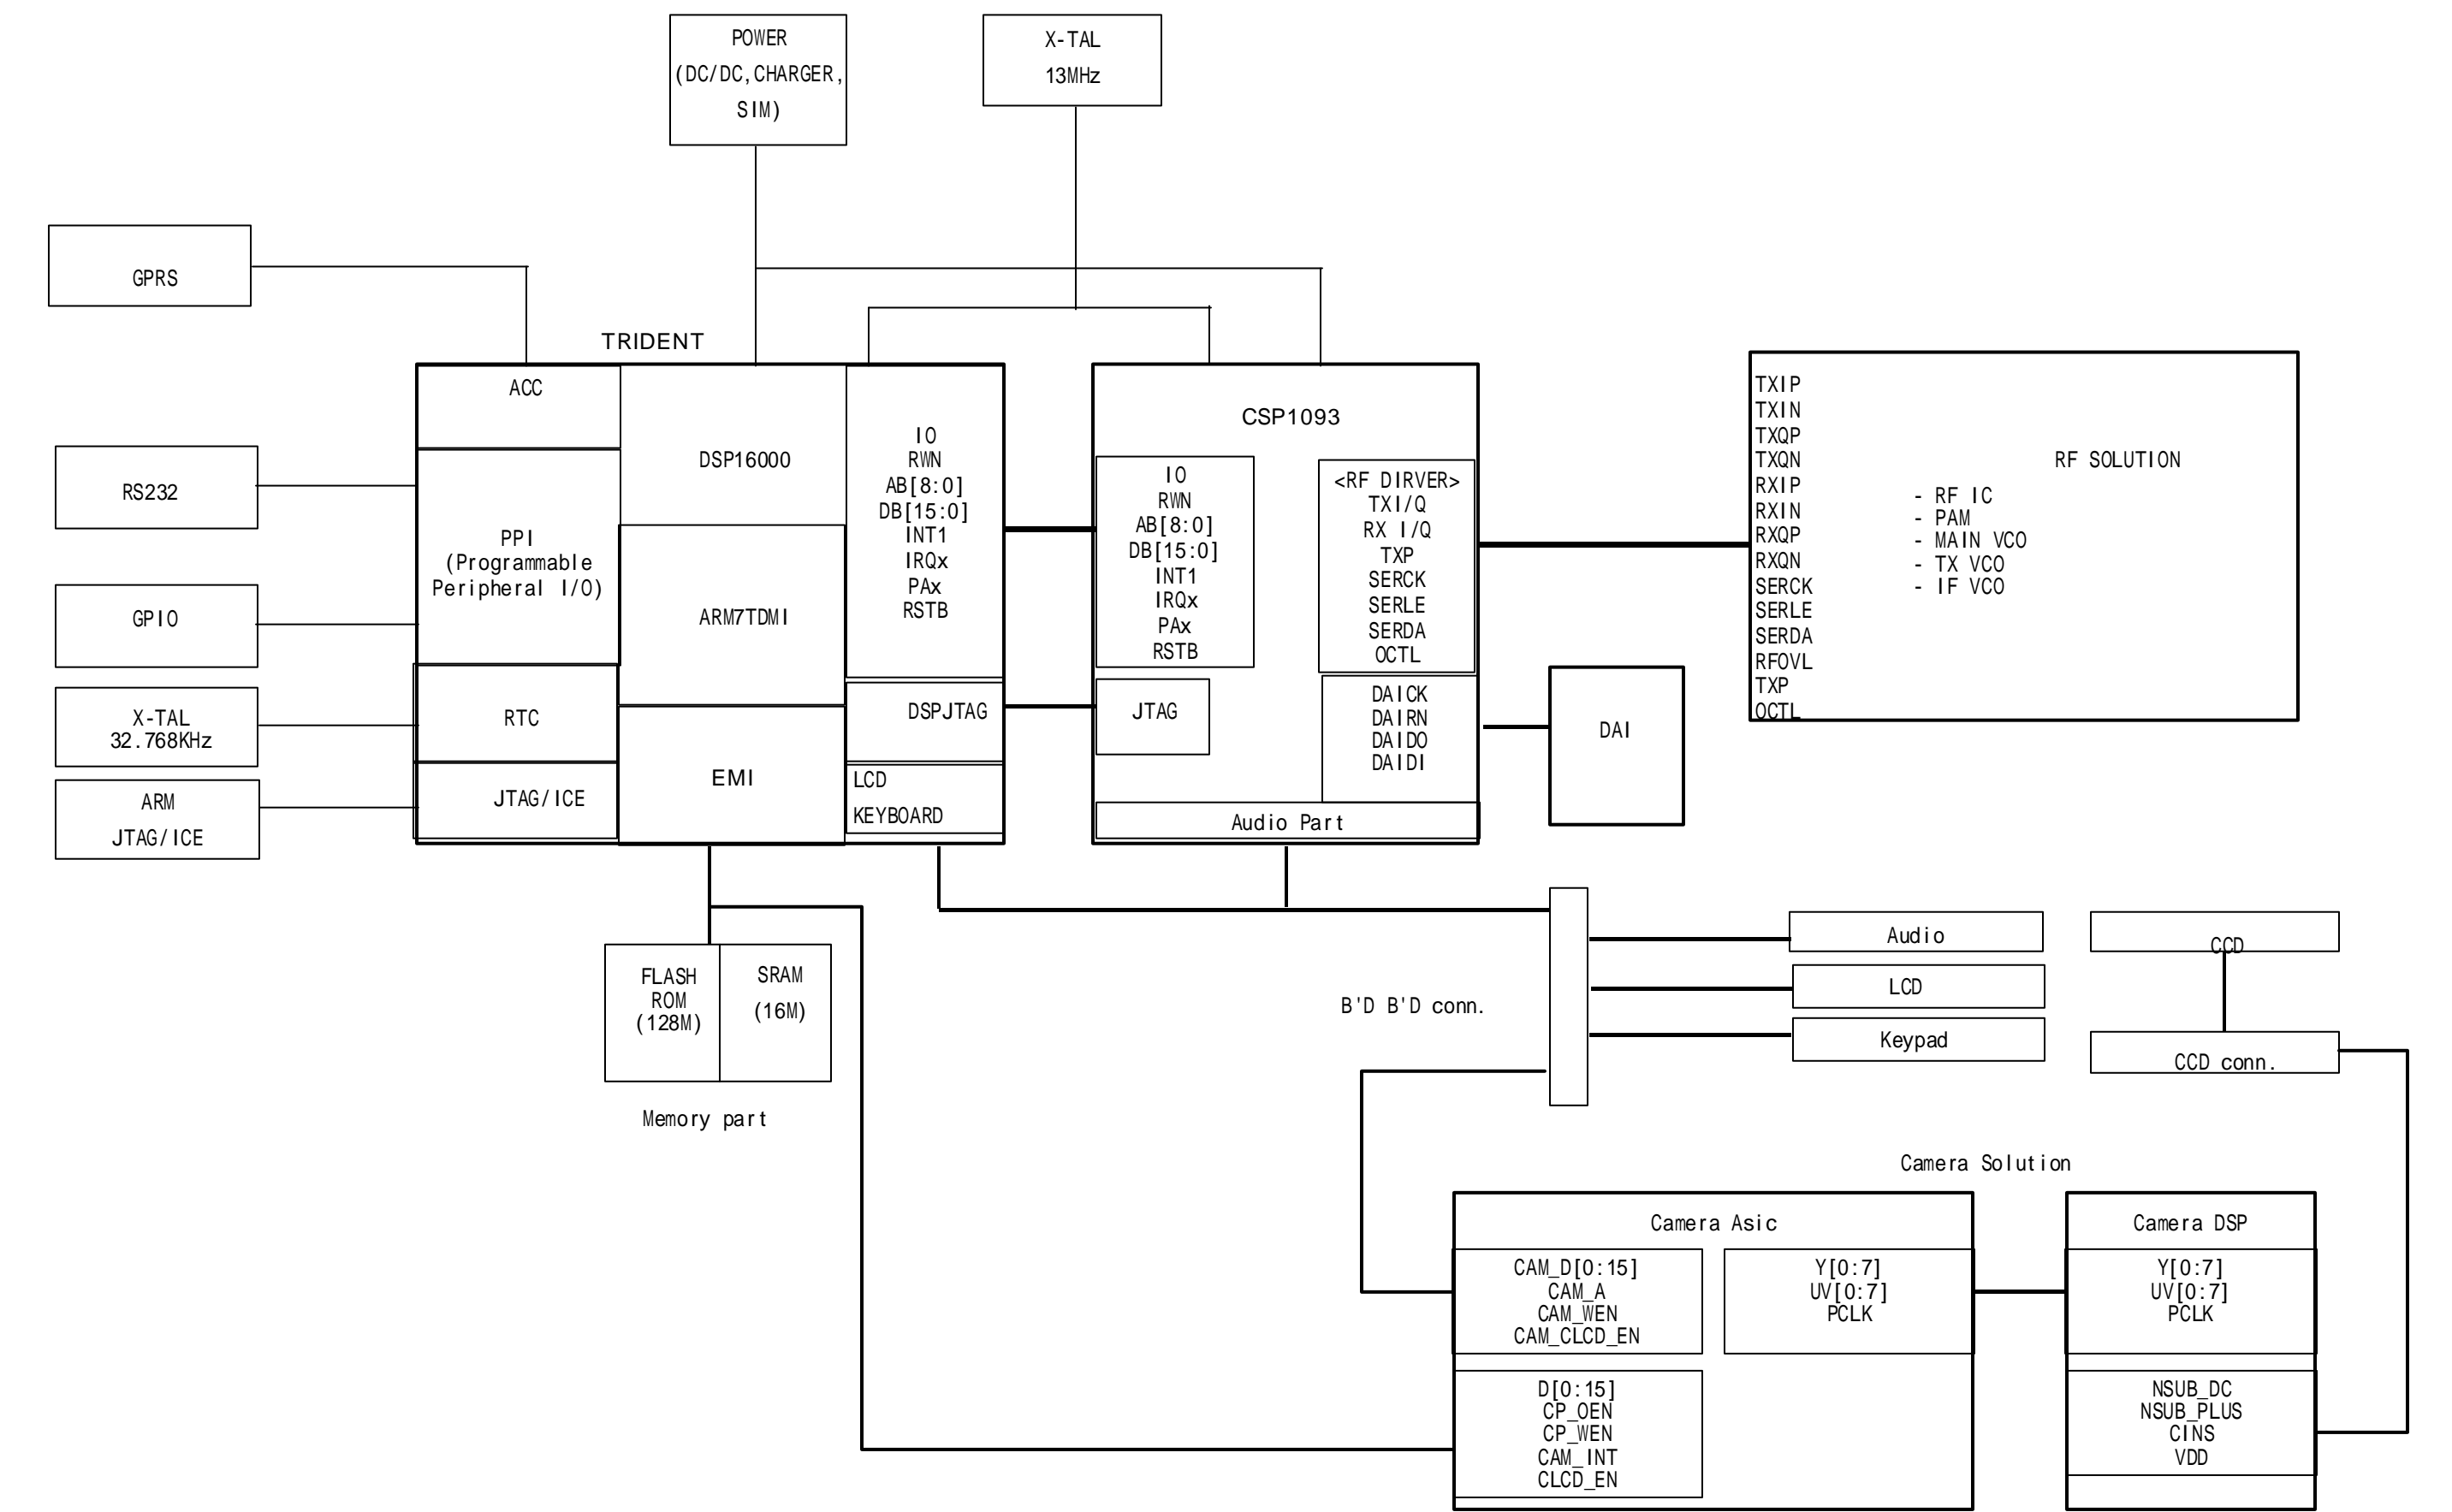 POWER
(DC/DC,CHARGER,
SIM)
X-TAL
13MHz
GPRS
TRIDENT
ACC
DSP16000
IO
RWN
AB[8:0]
DB[15:0]
INT1
IRQx
PAx
RSTB
RS232
PPI
(Programmable
Peripheral I/O)
GPIO
ARM7TDMI
X-TAL
32.768KHz
RTC
DSPJTAG
ARM
JTAG/ICE
JTAG/ICE
EMI
LCD
KEYBOARD
CSP1093
IO
RWN
AB[8:0]
DB[15:0]
INT1
IRQx
PAx
RSTB
<RF DIRVER>
TXI/Q
RX I/Q
TXP
SERCK
SERLE
SERDA
OCTL
JTAG
DAICK
DAIRN
DAIDO
DAIDI
Audio Part
DAI
TXIP
TXIN
TXQP
TXQN
RXIP
RXIN
RXQP
RXQN
SERCK
SERLE
SERDA
RFOVL
TXP
OCTL
RF SOLUTION
- RF IC
- PAM
- MAIN VCO
- TX VCO
- IF VCO
FLASH
ROM
(128M)
SRAM
(16M)
Memory part
B'D B'D conn.
Audio
LCD
Keypad
CCD
CCD conn.
Camera Solution
Camera Asic
CAM_D[0:15]
CAM_A
CAM_WEN
CAM_CLCD_EN
Y[0:7]
UV[0:7]
PCLK
D[0:15]
CP_OEN
CP_WEN
CAM_INT
CLCD_EN
Camera DSP
Y[0:7]
UV[0:7]
PCLK
NSUB_DC
NSUB_PLUS
CINS
VDD